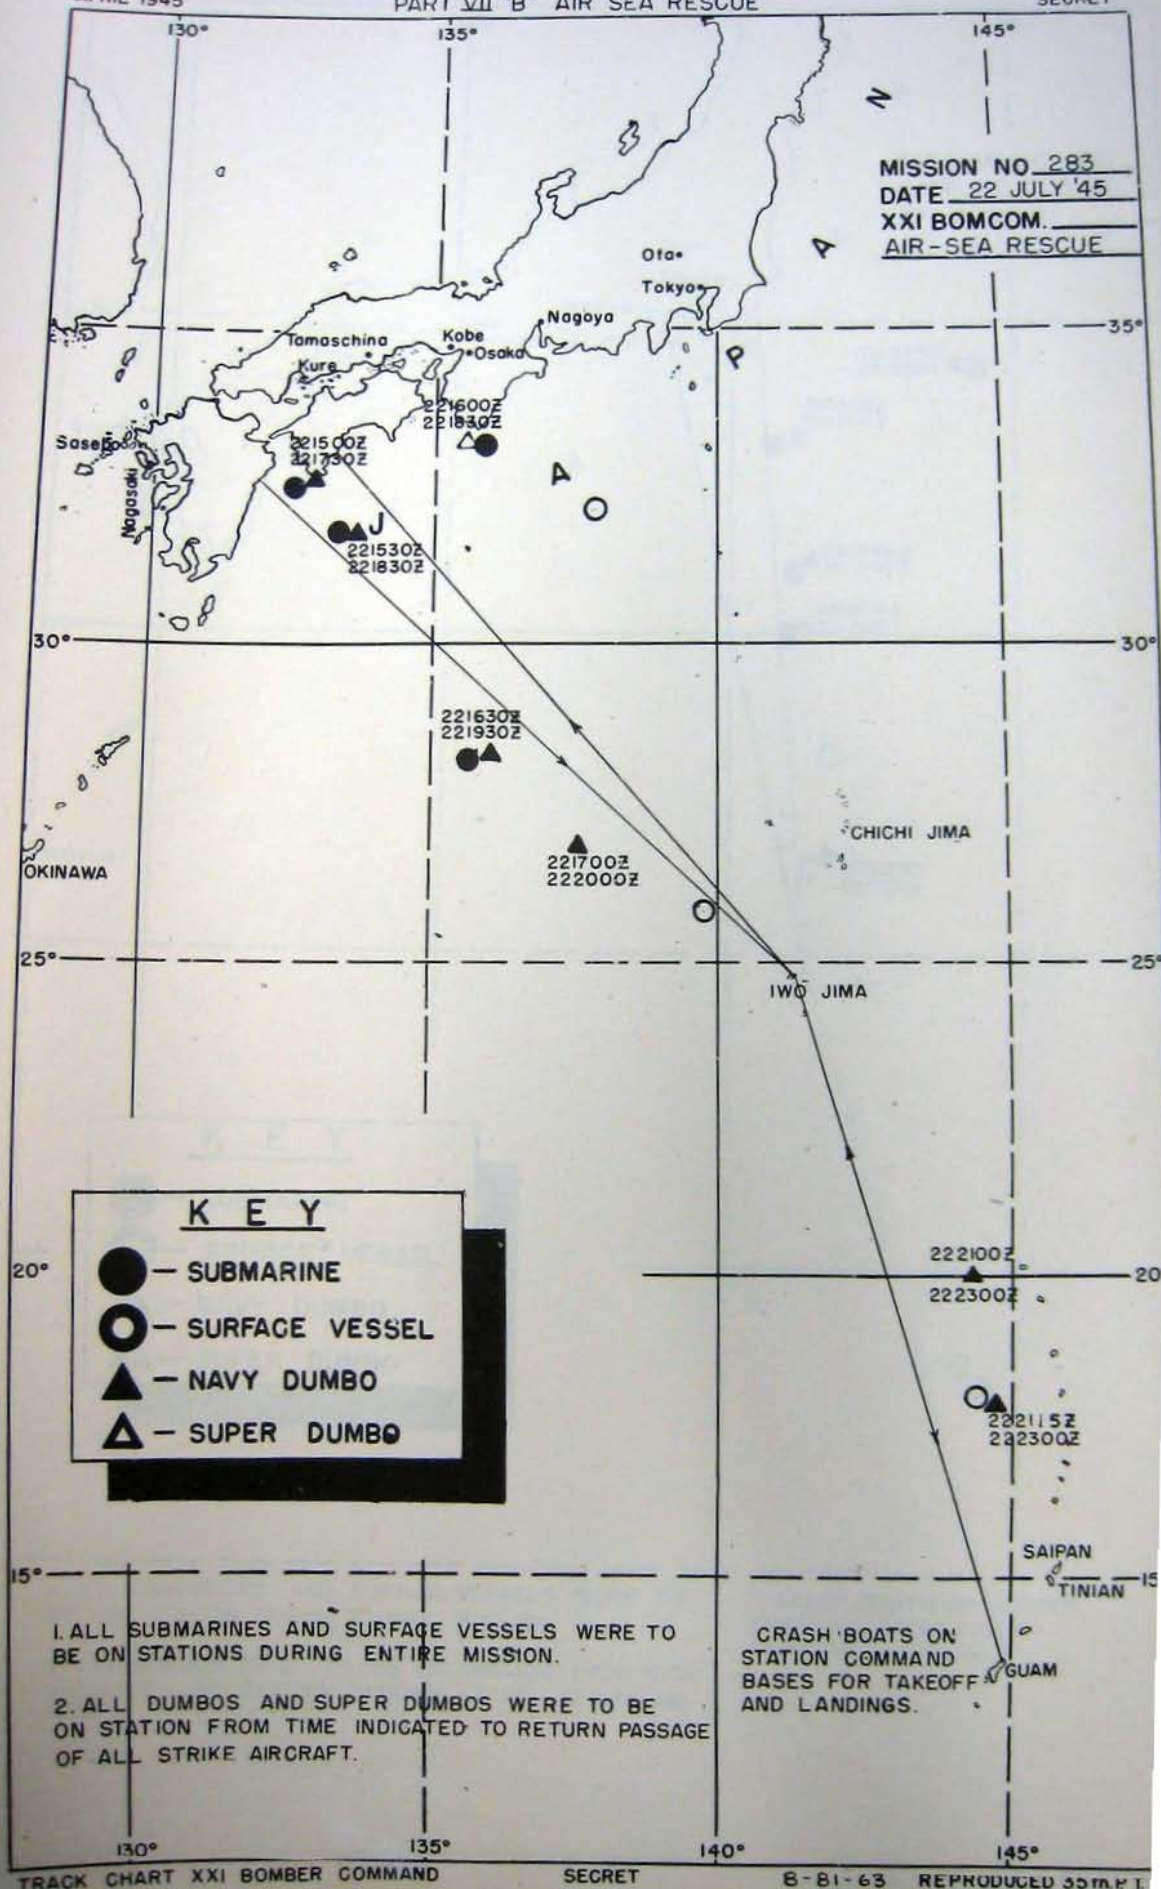 APRIL 1945
PART VII B AIR SEA RESCUE
SECRET
130°
135°
145°
N
MISSION NO 283
DATE 22 JULY '45
XXI BOMCOM.
AIR-SEA RESCUE
A
Ota
Tokyo
Nagoya
35°
Tamaschina
Kobe
Osaka
Kure
P
221600Z
221830Z
Sasebo
221500Z
221730Z
A
Nagasaki
J
221530Z
221830Z
30°
30°
221630Z
221930Z
CHICHI JIMA
221700Z
222000Z
OKINAWA
25°
25°
IWO JIMA
KEY
— SUBMARINE
— SURFACE VESSEL
— NAVY DUMBO
— SUPER DUMBO
222100Z
20°
20
222300Z
222115Z
222300Z
SAIPAN
15°
15
TINIAN
1. ALL SUBMARINES AND SURFACE VESSELS WERE TO
BE ON STATIONS DURING ENTIRE MISSION.
2. ALL DUMBOS AND SUPER DUMBOS WERE TO BE
ON STATION FROM TIME INDICATED TO RETURN PASSAGE
OF ALL STRIKE AIRCRAFT.
CRASH BOATS ON
STATION COMMAND
BASES FOR TAKEOFF
AND LANDINGS.
GUAM
130°
135°
140°
145°
TRACK CHART XXI BOMBER COMMAND
SECRET
8-81-63
REPRODUCED 35th P.T.